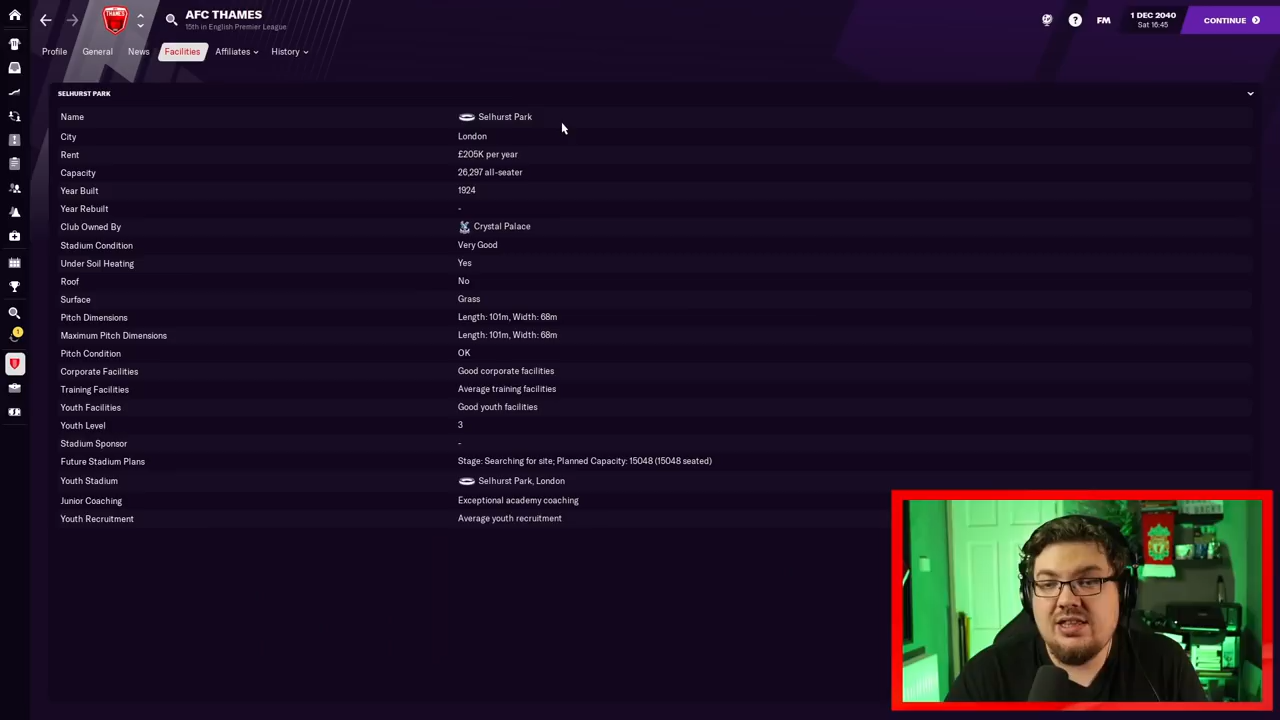 AFC THAMES
15th in English Premier League
FM
1 DEC 2040
Sat 16:45
CONTINUE
Profile
General
News
Facilities
Affiliates
History
SELHURST PARK
Name Selhurst Park
City London
Rent £205K per year
Capacity 26,297 all-seater
Year Built 1924
Year Rebuilt -
Club Owned By Crystal Palace
Stadium Condition Very Good
Under Soil Heating Yes
Roof No
Surface Grass
Pitch Dimensions Length: 101m, Width: 68m
Maximum Pitch Dimensions Length: 101m, Width: 68m
Pitch Condition OK
Corporate Facilities Good corporate facilities
Training Facilities Average training facilities
Youth Facilities Good youth facilities
Youth Level 3
Stadium Sponsor -
Future Stadium Plans Stage: Searching for site; Planned Capacity: 15048 (15048 seated)
Youth Stadium Selhurst Park, London
Junior Coaching Exceptional academy coaching
Youth Recruitment Average youth recruitment